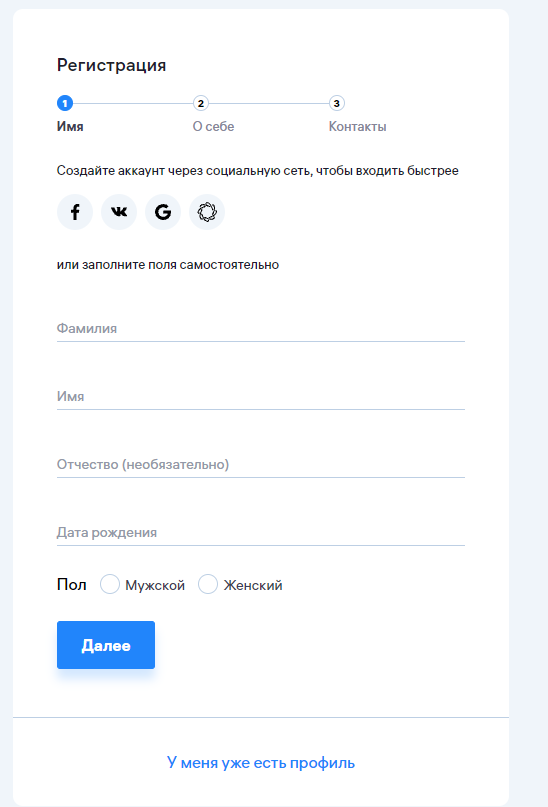 Регистрация
1 2 3
Имя О себе Контакты
Создайте аккаунт через социальную сеть, чтобы входить быстрее
f VK G
или заполните поля самостоятельно
Фамилия
Имя
Отчество (необязательно)
Дата рождения
Пол Мужской Женский
Далее
У меня уже есть профиль